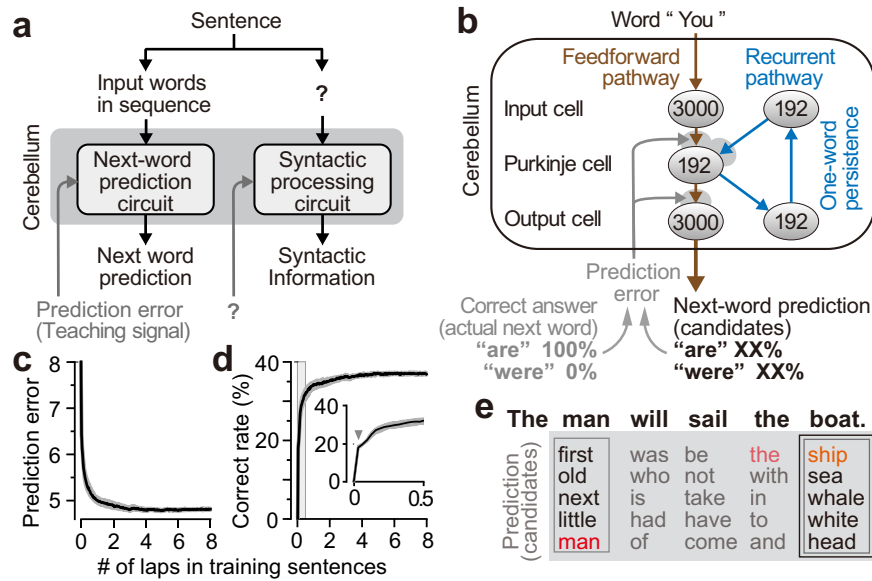 a
Sentence
Input words
in sequence
?
Cerebellum
Next-word
prediction
circuit
Syntactic
processing
circuit
Next word
prediction
Syntactic
Information
Prediction error
(Teaching signal)
?
b
Word “ You ”
Feedforward
pathway
Recurrent
pathway
Cerebellum
Input cell
3000
192
Purkinje cell
192
One-word
persistence
Output cell
3000
192
Prediction
error
Correct answer
(actual next word)
“are” 100%
“were” 0%
Next-word prediction
(candidates)
“are” XX%
“were” XX%
c
Prediction error
8
7
6
5
0 2 4 6 8
d
Correct rate (%)
40
20
0
0 2 4 6 8
40
20
0
0 0.5
# of laps in training sentences
e
The man will sail the boat.
Prediction
(candidates)
first was be the ship
old who not with sea
next is take in whale
little had have to white
man of come and head